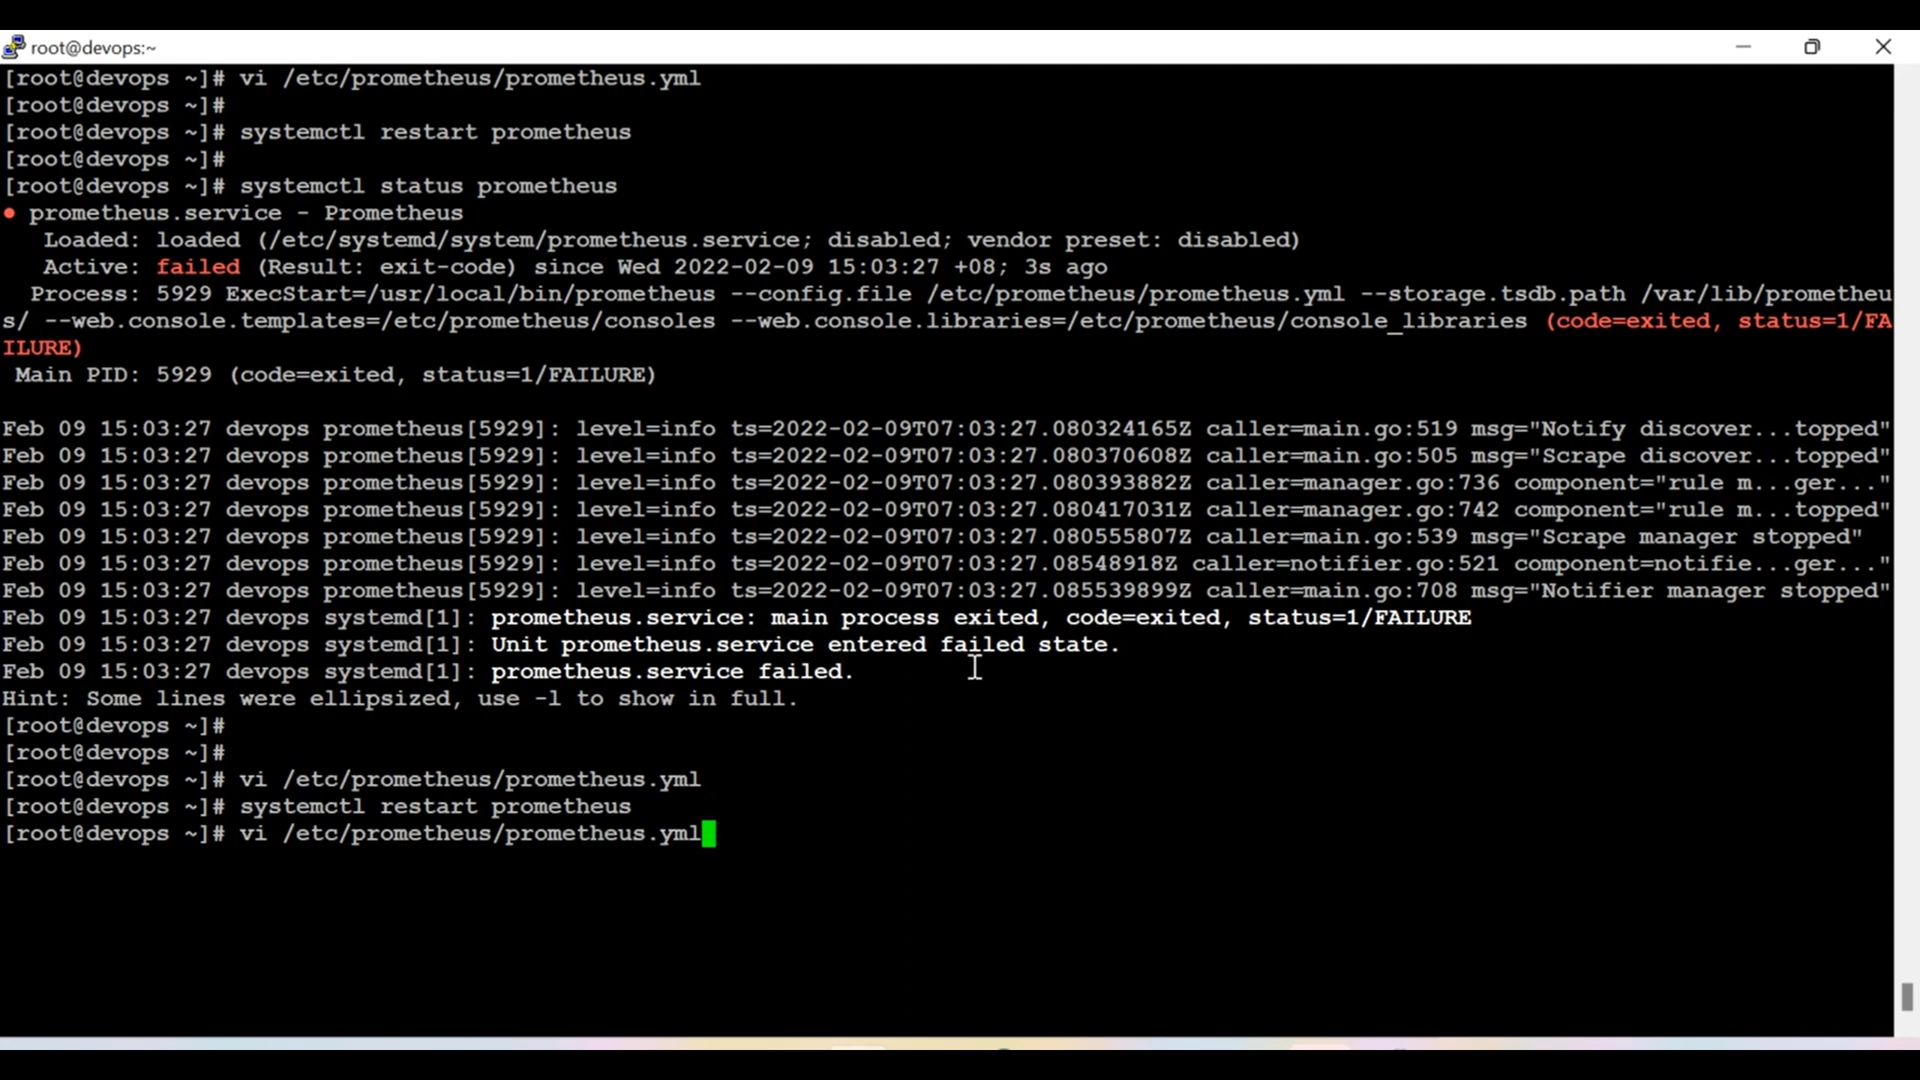 root@devops:~
[root@devops ~]# vi /etc/prometheus/prometheus.yml
[root@devops ~]#
[root@devops ~]# systemctl restart prometheus
[root@devops ~]#
[root@devops ~]# systemctl status prometheus
● prometheus.service - Prometheus
   Loaded: loaded (/etc/systemd/system/prometheus.service; disabled; vendor preset: disabled)
   Active: failed (Result: exit-code) since Wed 2022-02-09 15:03:27 +08; 3s ago
  Process: 5929 ExecStart=/usr/local/bin/prometheus --config.file /etc/prometheus/prometheus.yml --storage.tsdb.path /var/lib/prometheu
s/ --web.console.templates=/etc/prometheus/consoles --web.console.libraries=/etc/prometheus/console_libraries (code=exited, status=1/FA
ILURE)
 Main PID: 5929 (code=exited, status=1/FAILURE)
Feb 09 15:03:27 devops prometheus[5929]: level=info ts=2022-02-09T07:03:27.080324165Z caller=main.go:519 msg="Notify discover...topped"
Feb 09 15:03:27 devops prometheus[5929]: level=info ts=2022-02-09T07:03:27.080370608Z caller=main.go:505 msg="Scrape discover...topped"
Feb 09 15:03:27 devops prometheus[5929]: level=info ts=2022-02-09T07:03:27.080393882Z caller=manager.go:736 component="rule m...ger..."
Feb 09 15:03:27 devops prometheus[5929]: level=info ts=2022-02-09T07:03:27.080417031Z caller=manager.go:742 component="rule m...topped"
Feb 09 15:03:27 devops prometheus[5929]: level=info ts=2022-02-09T07:03:27.080555807Z caller=main.go:539 msg="Scrape manager stopped"
Feb 09 15:03:27 devops prometheus[5929]: level=info ts=2022-02-09T07:03:27.08548918Z caller=notifier.go:521 component=notifie...ger..."
Feb 09 15:03:27 devops prometheus[5929]: level=info ts=2022-02-09T07:03:27.085539899Z caller=main.go:708 msg="Notifier manager stopped"
Feb 09 15:03:27 devops systemd[1]: prometheus.service: main process exited, code=exited, status=1/FAILURE
Feb 09 15:03:27 devops systemd[1]: Unit prometheus.service entered failed state.
Feb 09 15:03:27 devops systemd[1]: prometheus.service failed.
Hint: Some lines were ellipsized, use -l to show in full.
[root@devops ~]#
[root@devops ~]#
[root@devops ~]# vi /etc/prometheus/prometheus.yml
[root@devops ~]# systemctl restart prometheus
[root@devops ~]# vi /etc/prometheus/prometheus.yml